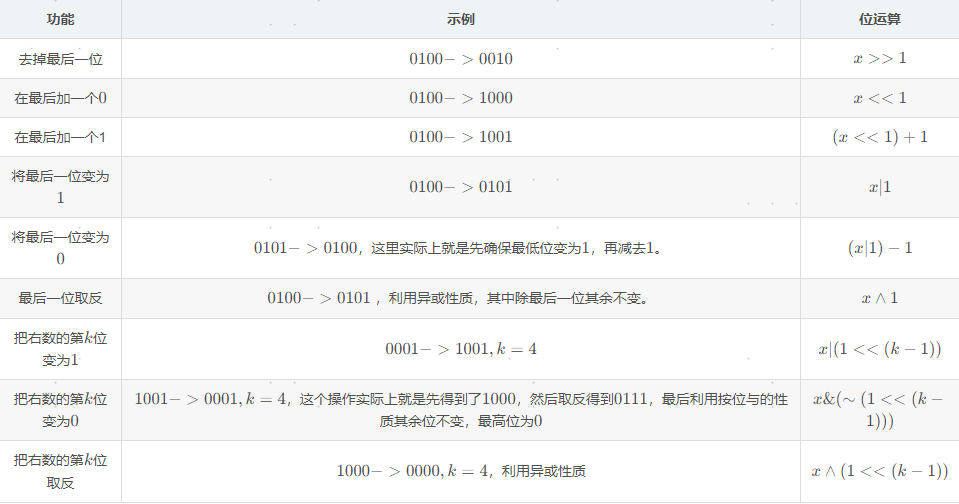 功能 示例 位运算
去掉最后一位 0100− > 0010 x >> 1
在最后加一个0 0100− > 1000 x << 1
在最后加一个1 0100− > 1001 (x << 1) + 1
将最后一位变为
1 0100− > 0101 x|1
将最后一位变为
0 0101− > 0100，这里实际上就是先确保最低位变为1，再减去1。 (x|1) − 1
最后一位取反 0100− > 0101 ，利用异或性质，其中除最后一位其余不变。 x ∧ 1
把右数的第k位
变为1 0001− > 1001, k = 4 x|(1 << (k − 1))
把右数的第k位
变为0 1001− > 0001, k = 4，这个操作实际上就是先得到了1000，然后取反得到0111，最后利用按位与的性
质其余位不变，最高位为0 x&(∼ (1 << (k −
1)))
把右数的第k位
取反 1000− > 0000, k = 4，利用异或性质 x ∧ (1 << (k − 1))